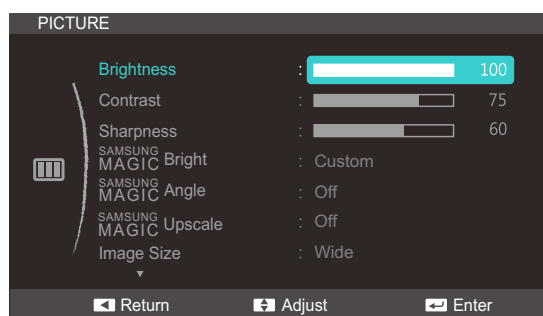 PICTURE
Brightness : 100
Contrast : 75
Sharpness : 60
SAMSUNG MAGIC Bright : Custom
SAMSUNG MAGIC Angle : Off
SAMSUNG MAGIC Upscale : Off
Image Size : Wide
Return Adjust Enter